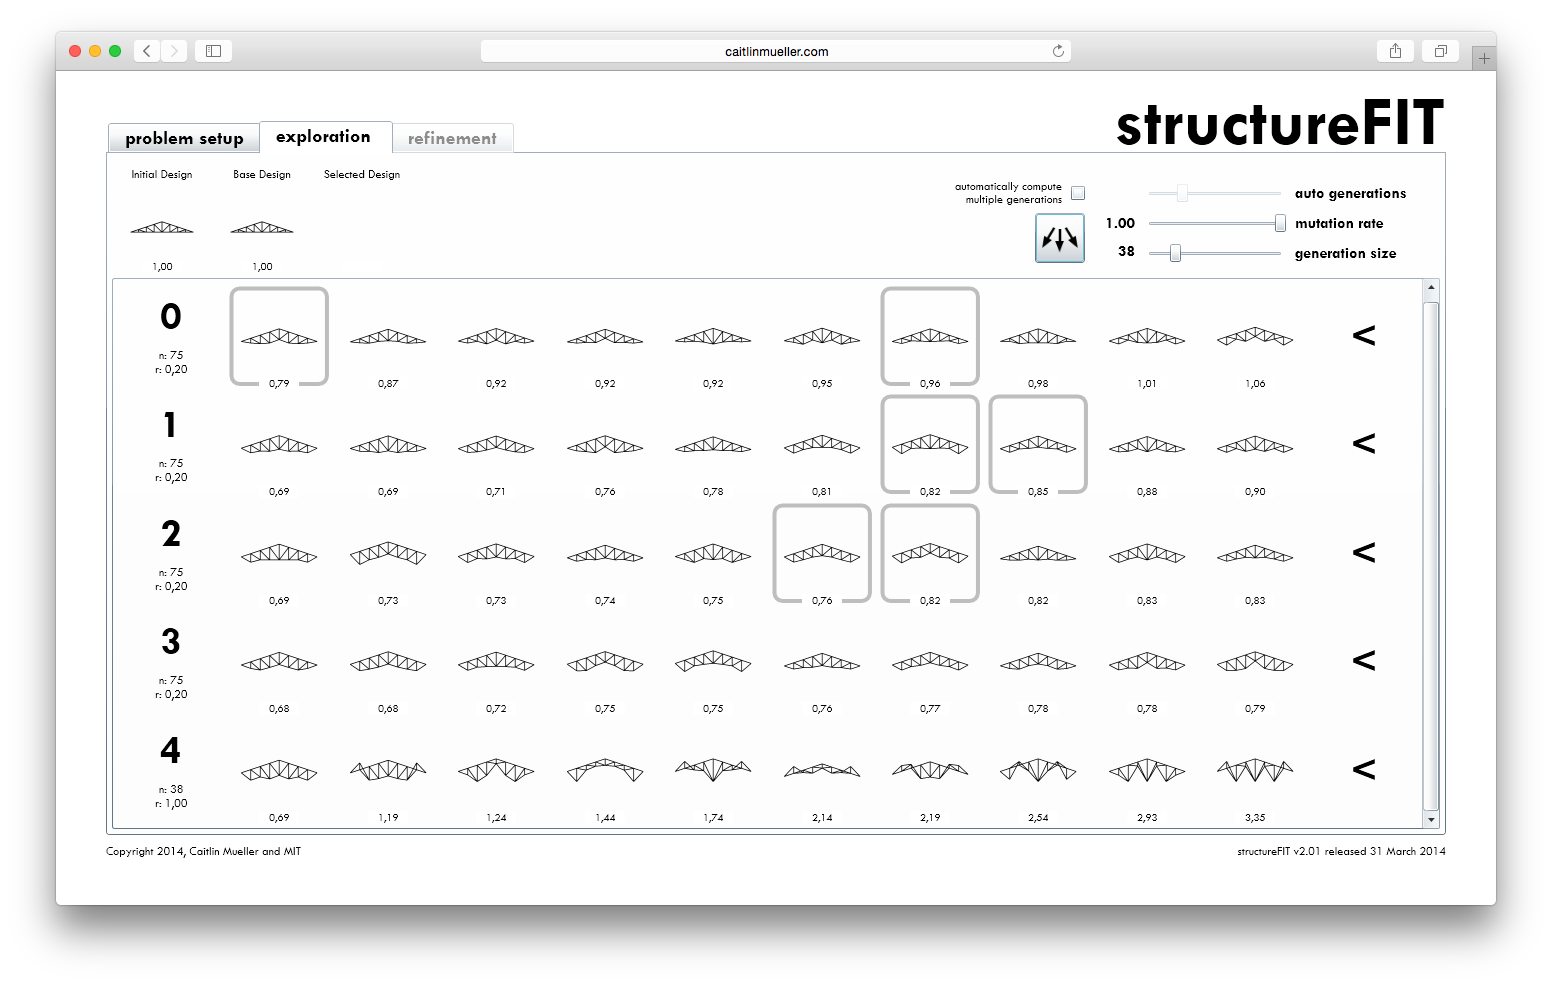 caitlinmueller.com
structureFIT
problem setup exploration refinement
Initial Design Base Design Selected Design
automatically compute
multiple generations
auto generations
1.00 mutation rate
38 generation size
1,00 1,00
0
n: 75
r: 0,20
0,79 0,87 0,92 0,92 0,92 0,95 0,96 0,98 1,01 1,06
<
1
n: 75
r: 0,20
0,69 0,69 0,71 0,76 0,78 0,81 0,82 0,85 0,88 0,90
<
2
n: 75
r: 0,20
0,69 0,73 0,73 0,74 0,75 0,76 0,82 0,82 0,83 0,83
<
3
n: 75
r: 0,20
0,68 0,68 0,72 0,75 0,75 0,76 0,77 0,78 0,78 0,79
<
4
n: 38
r: 1,00
0,69 1,19 1,24 1,44 1,74 2,14 2,19 2,54 2,93 3,35
<
Copyright 2014, Caitlin Mueller and MIT
structureFIT v2.01 released 31 March 2014